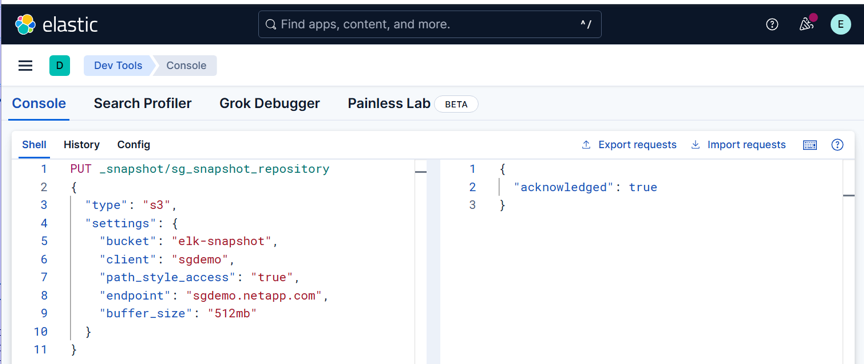 elastic
Find apps, content, and more. ^/
E
D Dev Tools Console
Console Search Profiler Grok Debugger Painless Lab BETA
Shell History Config Export requests Import requests
1 PUT _snapshot/sg_snapshot_repository
2 {
3 "type": "s3",
4 "settings": {
5 "bucket": "elk-snapshot",
6 "client": "sgdemo",
7 "path_style_access": "true",
8 "endpoint": "sgdemo.netapp.com",
9 "buffer_size": "512mb"
10 }
11 }
1 {
2 "acknowledged": true
3 }